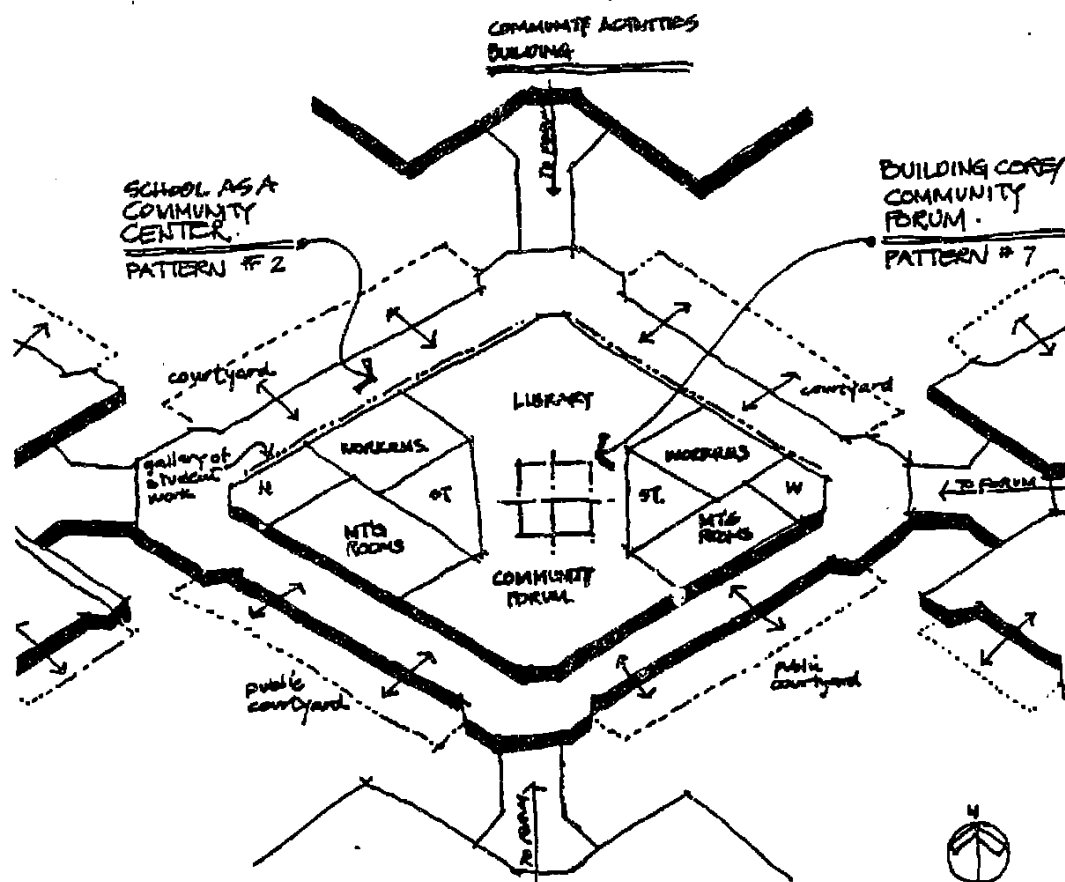 COMMUNITY ACTIVITIES
BUILDING
TO FORUM
SCHOOL AS A
COMMUNITY
CENTER.
PATTERN # 2
BUILDING CORE/
COMMUNITY
FORUM.
PATTERN # 7
courtyard
courtyard
LIBRARY
gallery of
student
work
WORKRMS.
WORKRMS
ST.
ST.
W
MT'G
ROOMS
MT'G
ROOMS
TO FORUM
COMMUNITY
FORUM.
public
courtyard
public
courtyard
TO FORUM